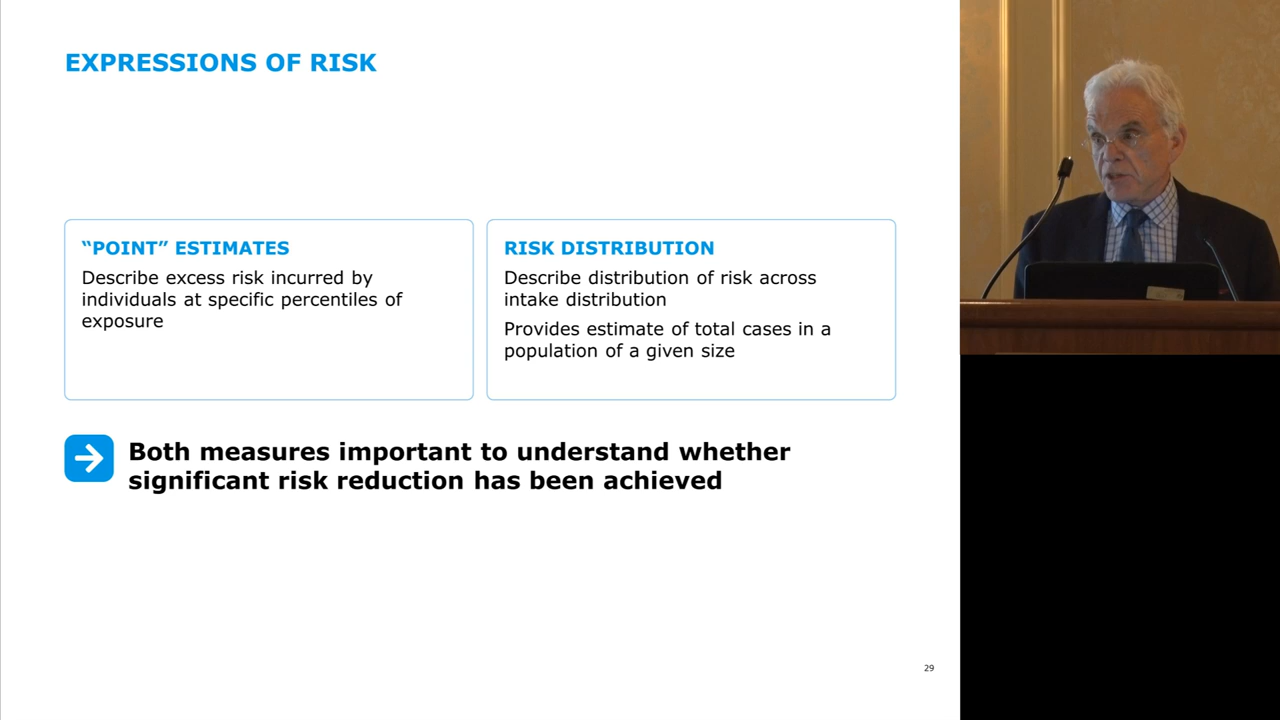 EXPRESSIONS OF RISK
“POINT” ESTIMATES
Describe excess risk incurred by
individuals at specific percentiles of
exposure
RISK DISTRIBUTION
Describe distribution of risk across
intake distribution
Provides estimate of total cases in a
population of a given size
Both measures important to understand whether
significant risk reduction has been achieved
29